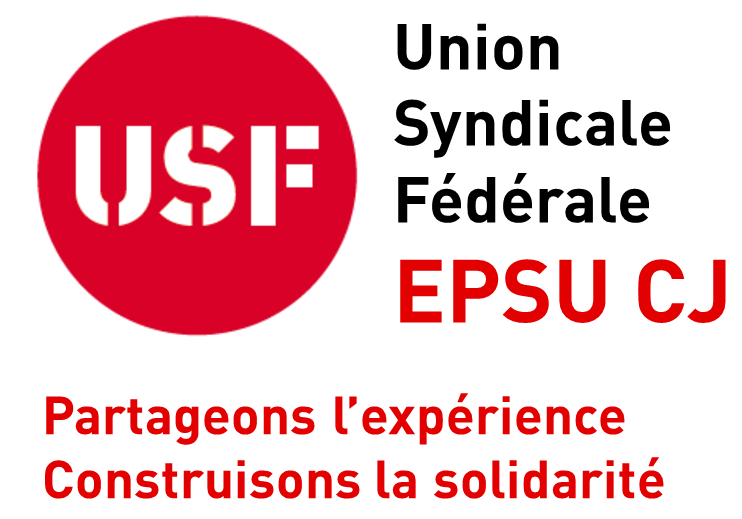 USF
Union
Syndicale
Fédérale
EPSU CJ
Partageons l’expérience
Construisons la solidarité